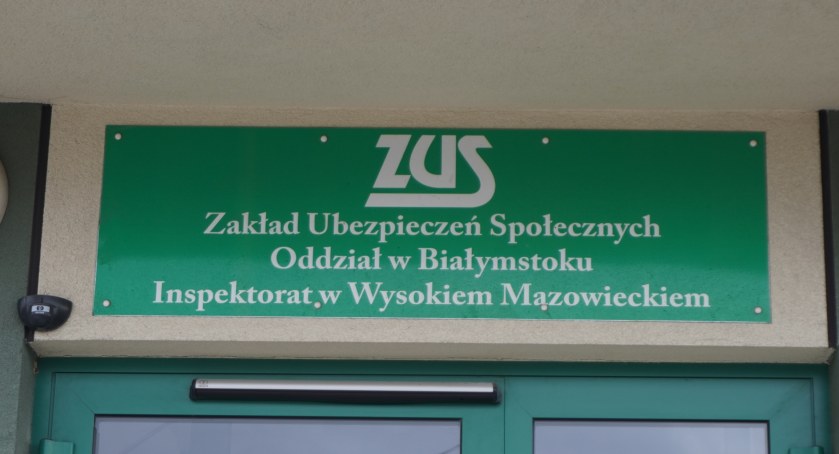 ZUS
Zakład Ubezpieczeń Społecznych
Oddział w Białymstoku
Inspektorat w Wysokiem Mazowieckiem